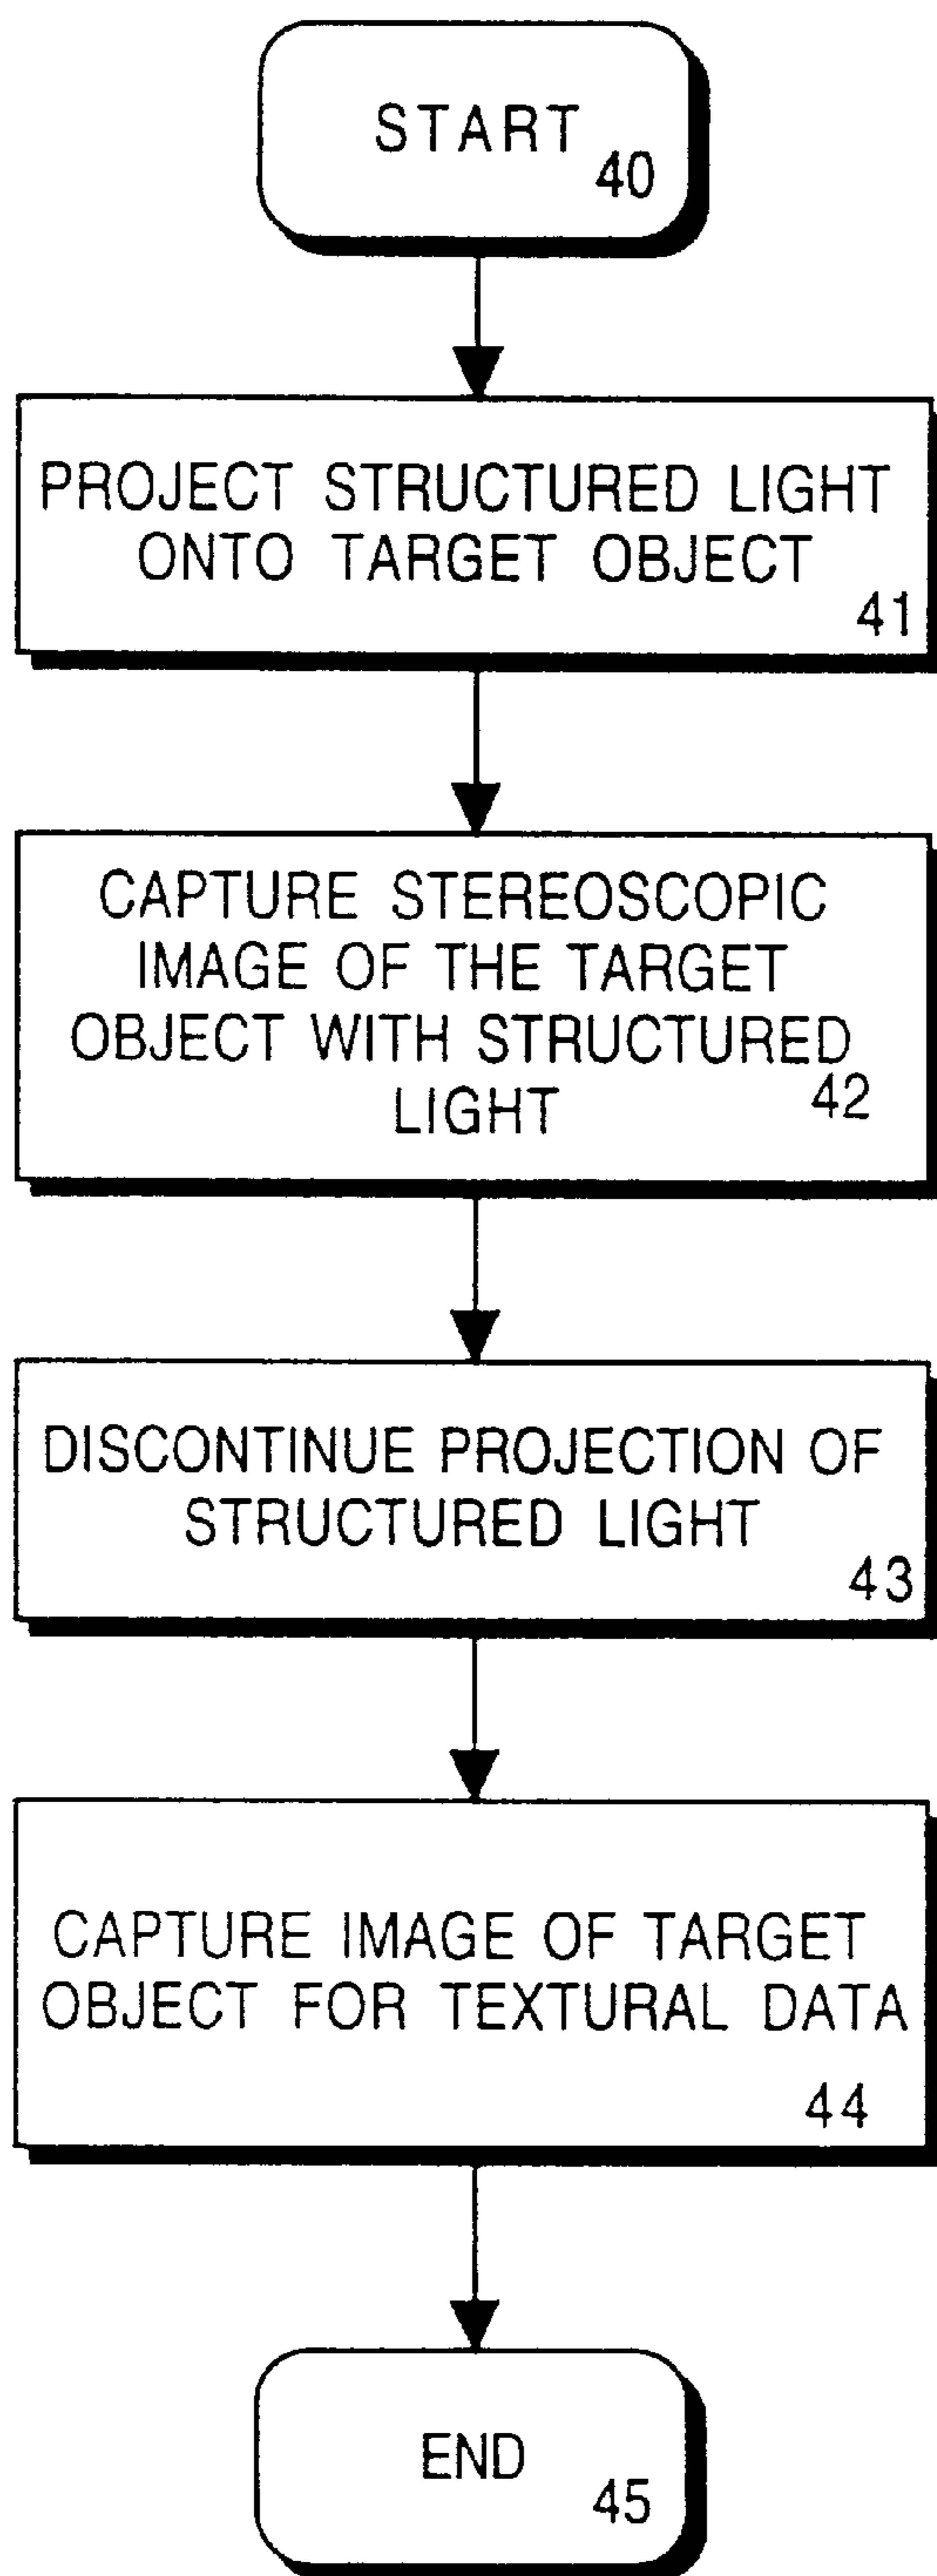 START
40
PROJECT STRUCTURED LIGHT
ONTO TARGET OBJECT
41
CAPTURE STEREOSCOPIC
IMAGE OF THE TARGET
OBJECT WITH STRUCTURED
LIGHT 42
DISCONTINUE PROJECTION OF
STRUCTURED LIGHT
43
CAPTURE IMAGE OF TARGET
OBJECT FOR TEXTURAL DATA
44
END
45